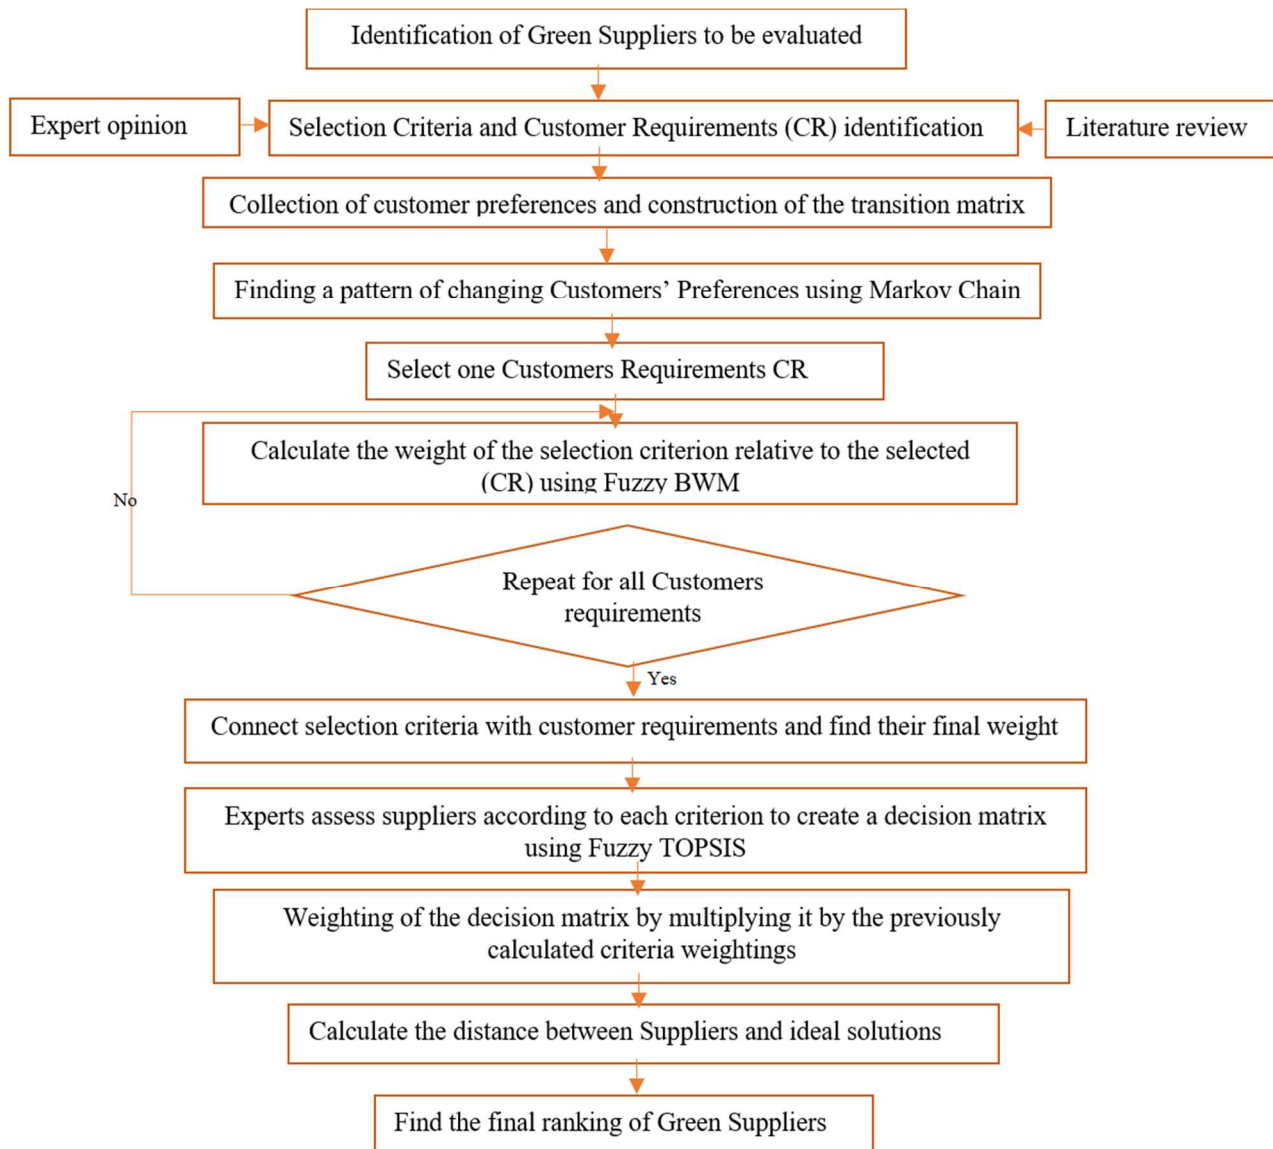 Identification of Green Suppliers to be evaluated
Expert opinion
Selection Criteria and Customer Requirements (CR) identification
Literature review
Collection of customer preferences and construction of the transition matrix
Finding a pattern of changing Customers’ Preferences using Markov Chain
Select one Customers Requirements CR
Calculate the weight of the selection criterion relative to the selected
(CR) using Fuzzy BWM
No
Repeat for all Customers
requirements
Yes
Connect selection criteria with customer requirements and find their final weight
Experts assess suppliers according to each criterion to create a decision matrix
using Fuzzy TOPSIS
Weighting of the decision matrix by multiplying it by the previously
calculated criteria weightings
Calculate the distance between Suppliers and ideal solutions
Find the final ranking of Green Suppliers